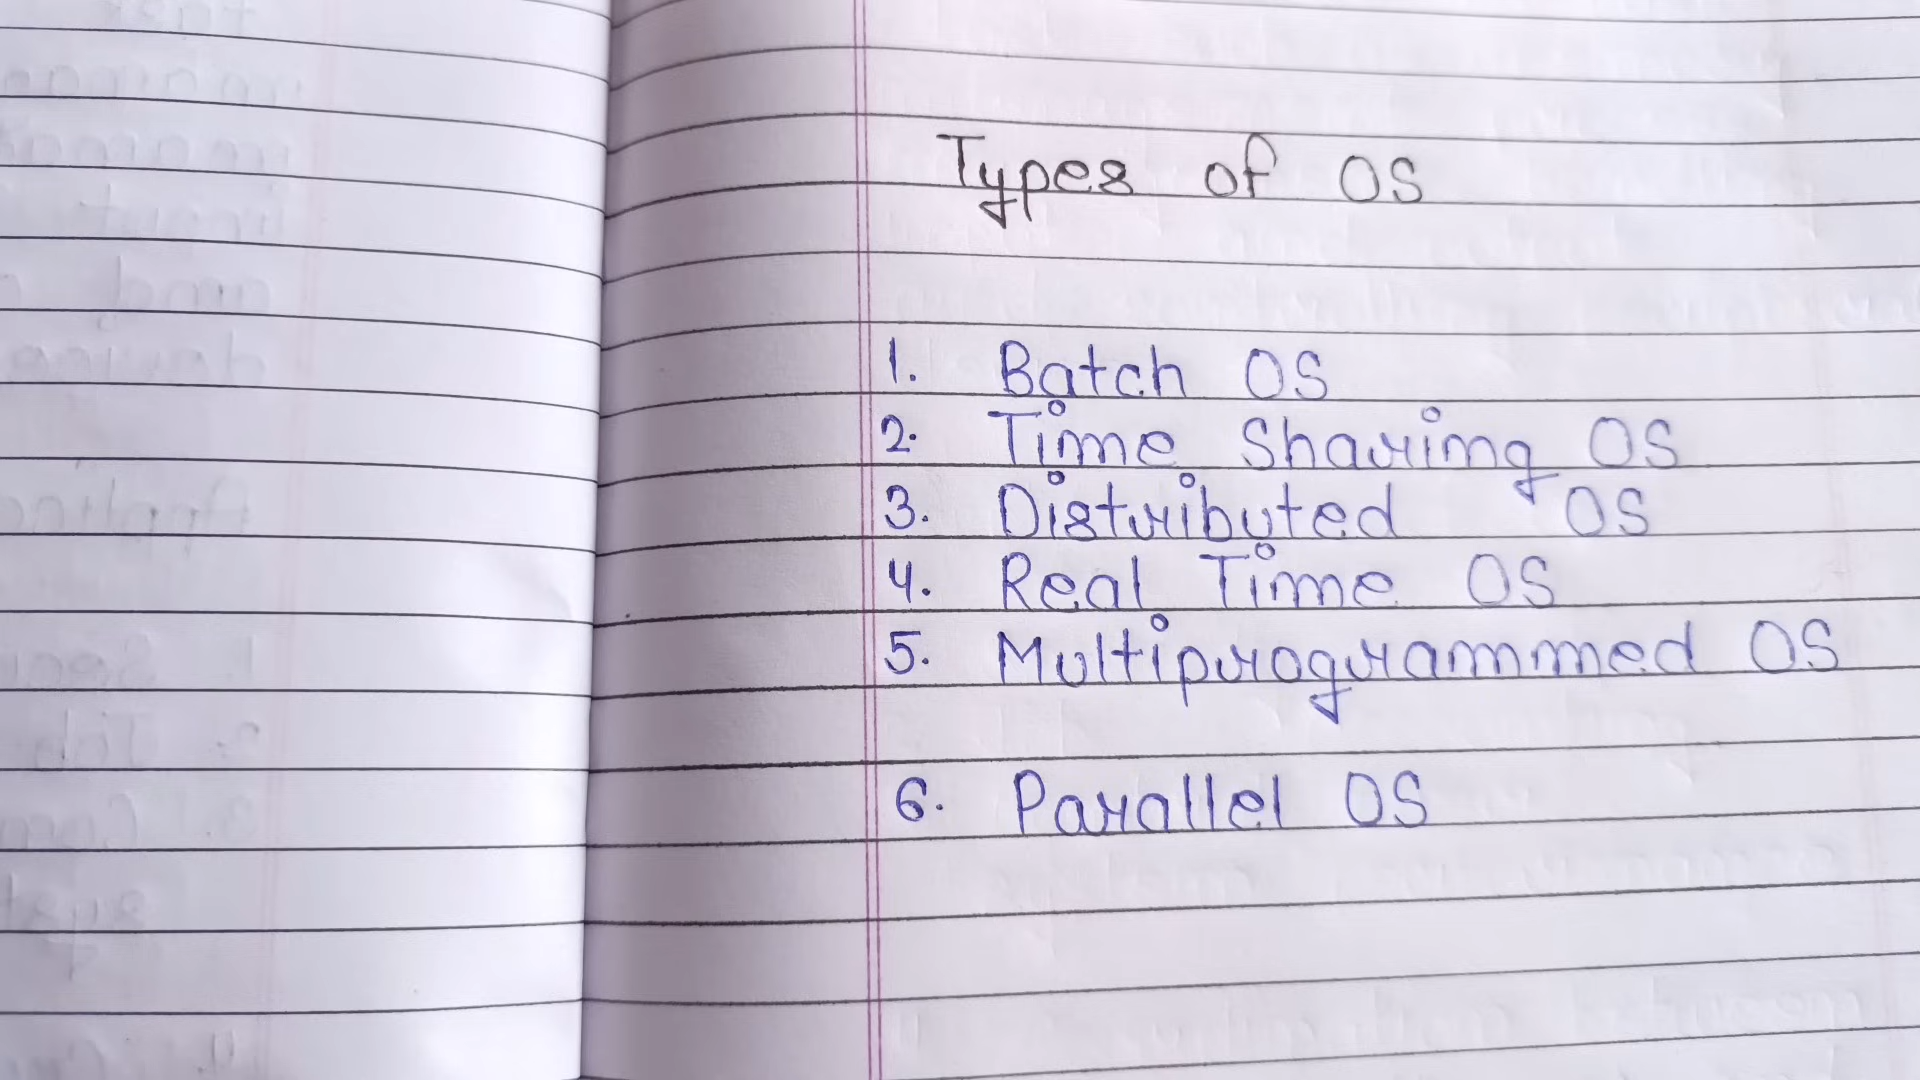 Types of OS
1. Batch OS
2. Time Sharing OS
3. Distributed OS
4. Real Time OS
5. Multiprogrammed OS
6. Parallel OS